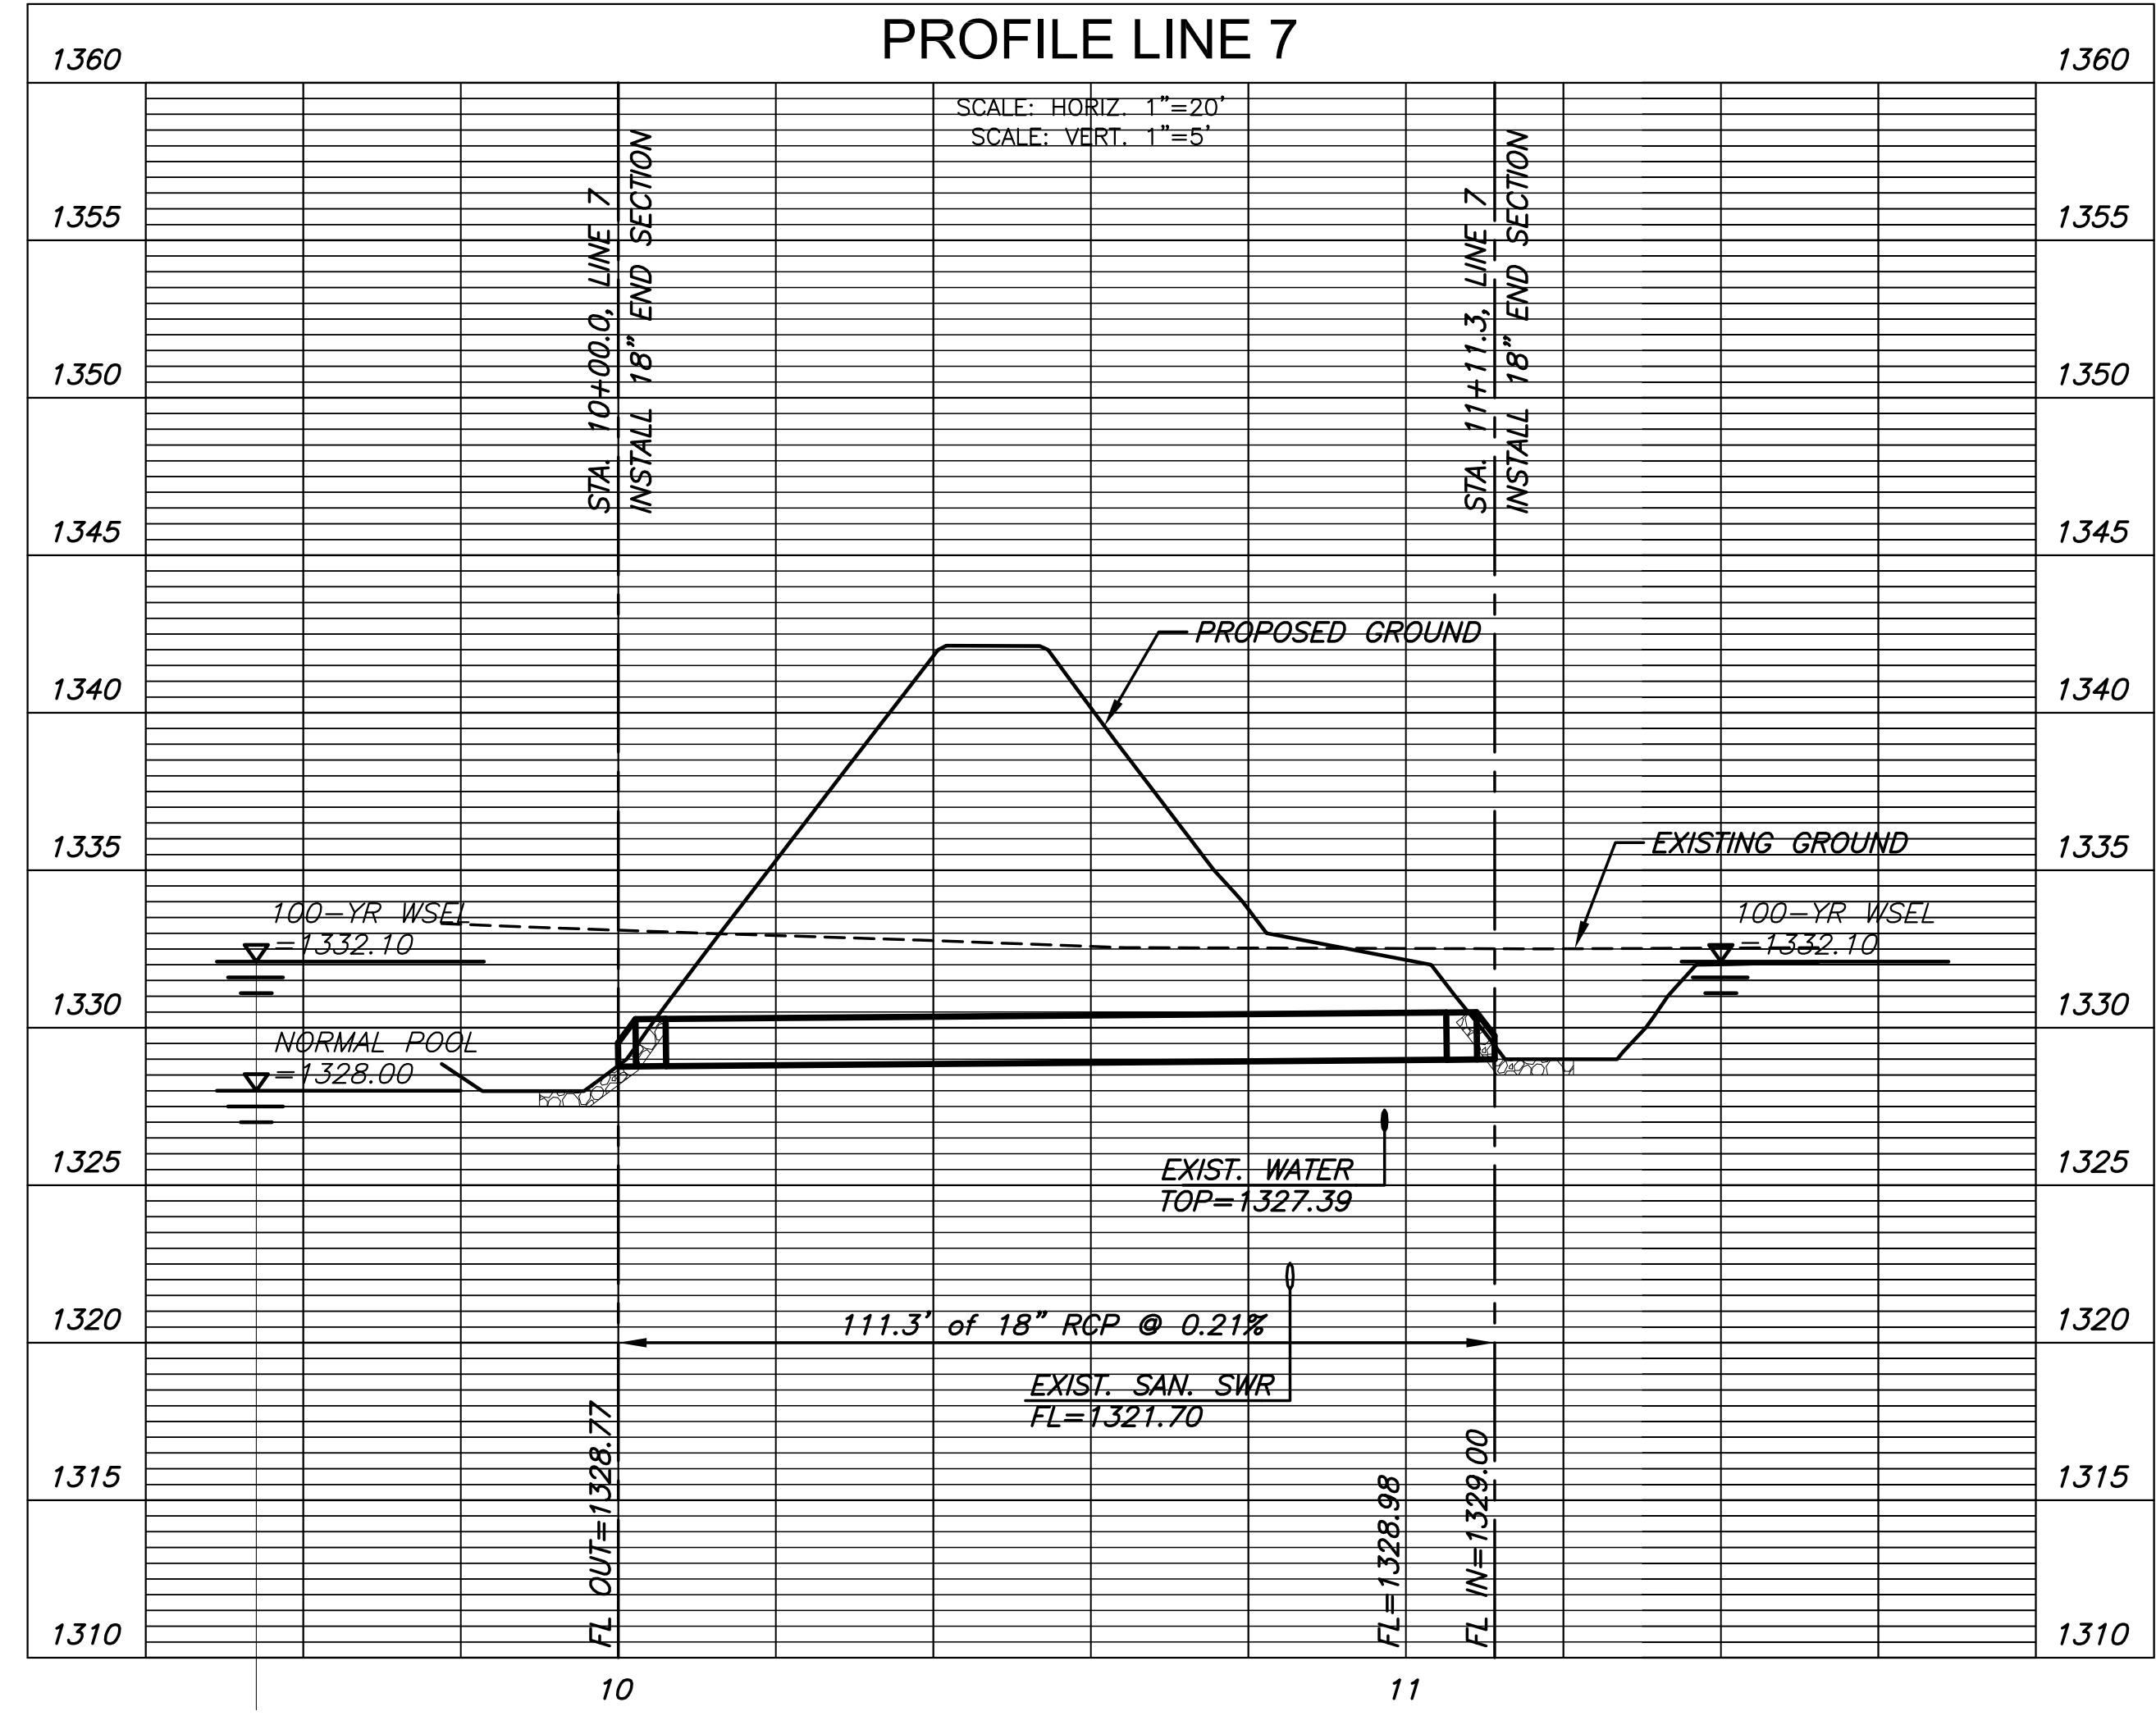 PROFILE LINE 7
SCALE: HORIZ. 1"=20'
SCALE: VERT. 1"=5'
1360
1360
1355
1355
1350
1350
1345
1345
1340
1340
1335
1335
1330
1330
1325
1325
1320
1320
1315
1315
1310
1310
STA. 10+00.0, LINE 7
INSTALL 18" END SECTION
STA. 11+11.3, LINE 7
INSTALL 18" END SECTION
PROPOSED GROUND
EXISTING GROUND
100-YR WSEL
=1332.10
100-YR WSEL
=1332.10
NORMAL POOL
=1328.00
EXIST. WATER
TOP=1327.39
111.3' of 18" RCP @ 0.21%
EXIST. SAN. SWR
FL=1321.70
FL OUT=1328.77
FL=1328.98
FL IN=1329.00
10
11